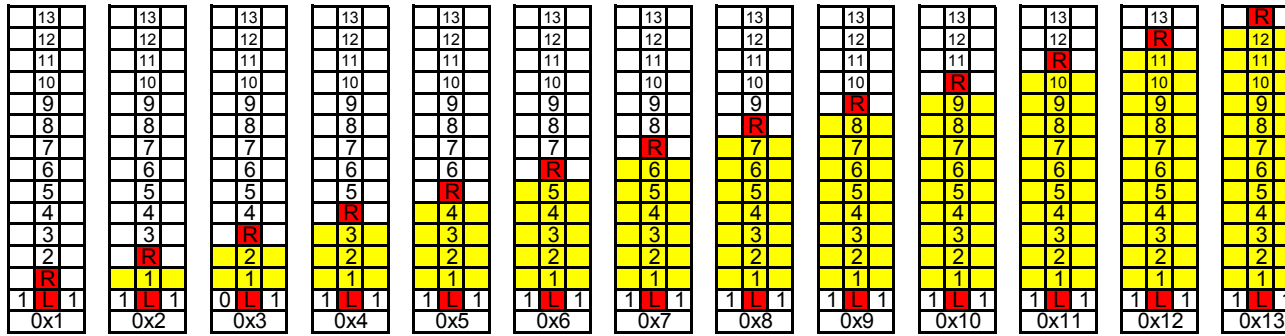 13 13 13 13 13 13 13 13 13 13 13 13 R
12 12 12 12 12 12 12 12 12 12 12 R 12
11 11 11 11 11 11 11 11 11 11 R 11 11
10 10 10 10 10 10 10 10 10 R 10 10 10
9 9 9 9 9 9 9 9 R 9 9 9 9
8 8 8 8 8 8 8 R 8 8 8 8 8
7 7 7 7 7 7 R 7 7 7 7 7 7
6 6 6 6 6 R 6 6 6 6 6 6 6
5 5 5 5 R 5 5 5 5 5 5 5 5
4 4 4 R 4 4 4 4 4 4 4 4 4
3 3 R 3 3 3 3 3 3 3 3 3 3
2 R 2 2 2 2 2 2 2 2 2 2 2
R 1 1 1 1 1 1 1 1 1 1 1 1
1 L 1 1 L 1 0 L 1 1 L 1 1 L 1 1 L 1 1 L 1 1 L 1 1 L 1 1 L 1 1 L 1 1 L 1 1 L
0x1 0x2 0x3 0x4 0x5 0x6 0x7 0x8 0x9 0x10 0x11 0x12 0x13